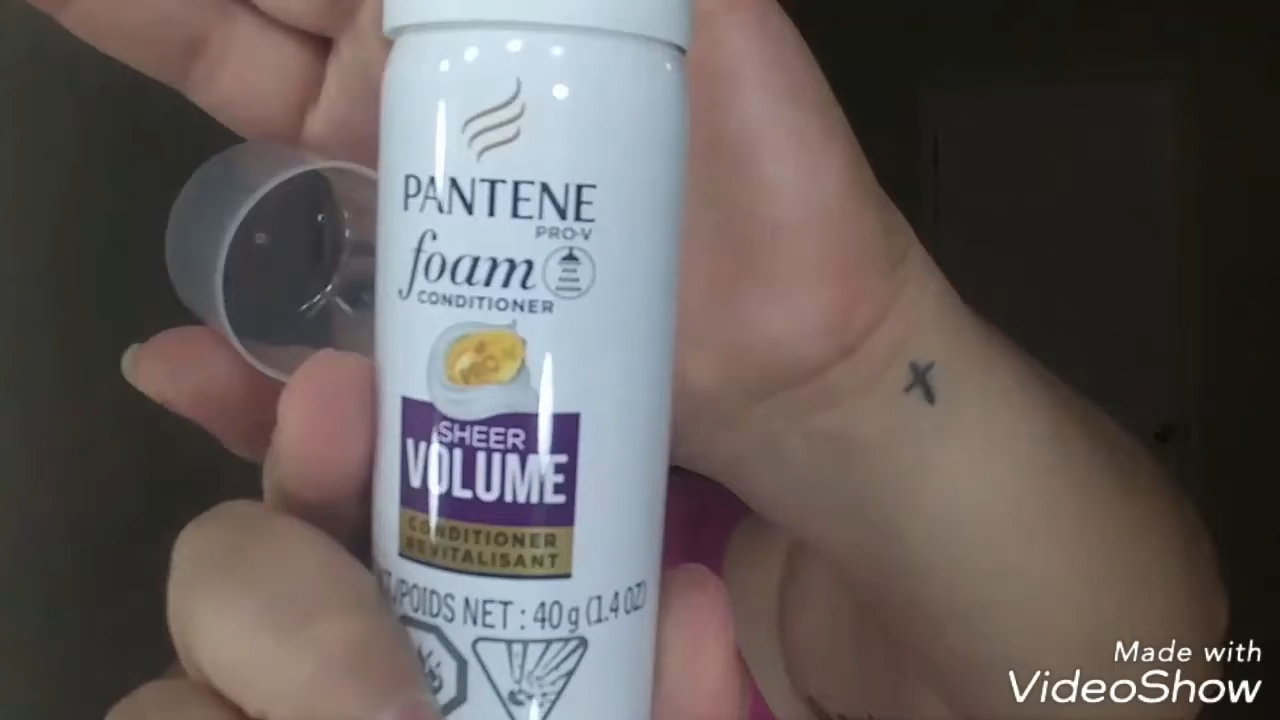 PANTENE
PRO-V
foam
CONDITIONER
SHEER
VOLUME
CONDITIONER
REVITALISANT
/POIDS NET : 40 g (1.4 OZ)
X
Made with
VideoShow